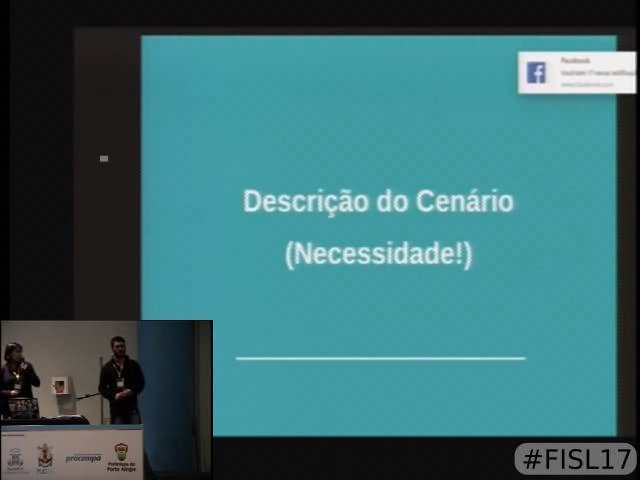 Facebook
Descrição do Cenário
(Necessidade!)
procempa
Prefeitura de
Porto Alegre
#FISL17